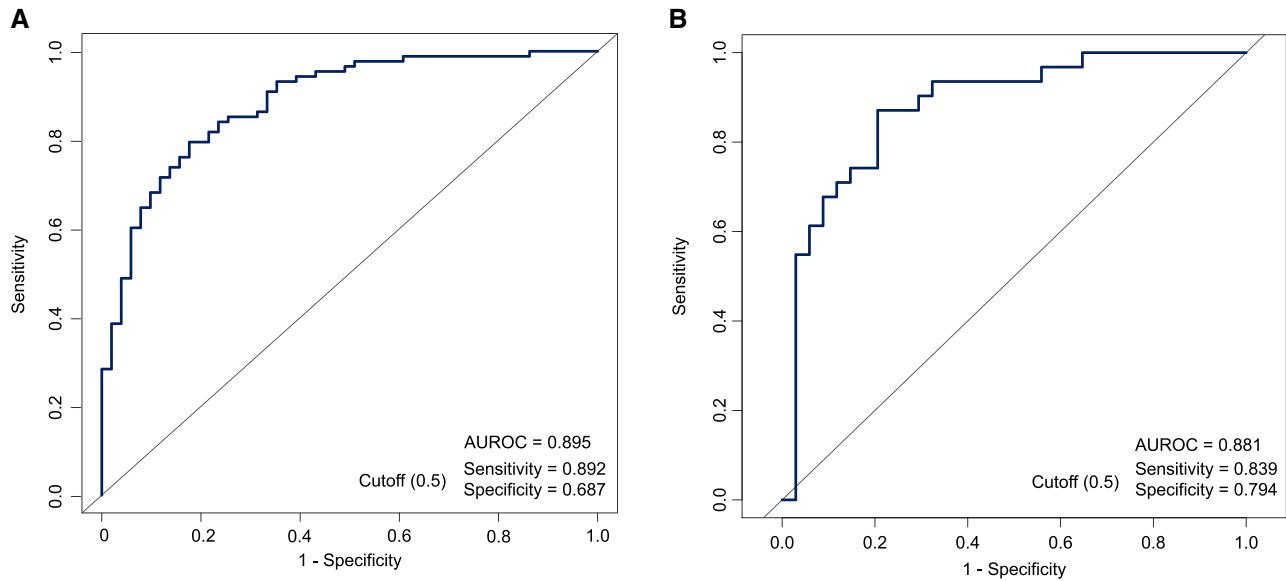 A
1.0
0.8
0.6
0.4
0.2
0.0
Sensitivity
AUROC = 0.895
Cutoff (0.5)
Sensitivity = 0.892
Specificity = 0.687
0 0.2 0.4 0.6 0.8 1.0
1 - Specificity
B
1.0
0.8
0.6
0.4
0.2
0.0
Sensitivity
AUROC = 0.881
Cutoff (0.5)
Sensitivity = 0.839
Specificity = 0.794
0.0 0.2 0.4 0.6 0.8 1.0
1 - Specificity